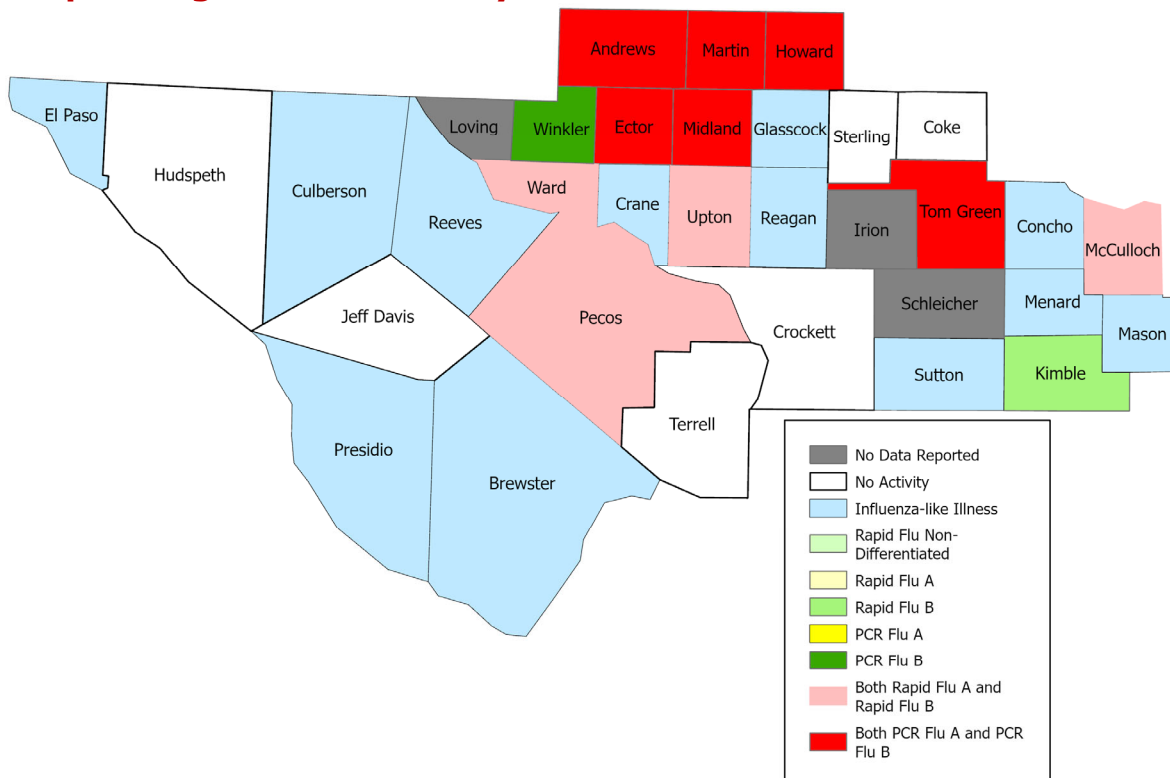 Andrews
Martin
Howard
El Paso
Loving
Winkler
Ector
Midland
Glasscock
Sterling
Coke
Hudspeth
Culberson
Reeves
Ward
Crane
Upton
Reagan
Irion
Tom Green
Concho
McCulloch
Jeff Davis
Pecos
Crockett
Schleicher
Menard
Mason
Sutton
Kimble
Presidio
Brewster
Terrell
No Data Reported
No Activity
Influenza-like Illness
Rapid Flu Non-
Differentiated
Rapid Flu A
Rapid Flu B
PCR Flu A
PCR Flu B
Both Rapid Flu A and
Rapid Flu B
Both PCR Flu A and PCR
Flu B